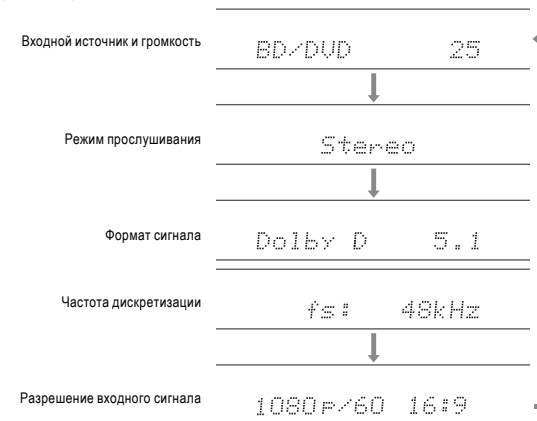 Входной источник и громкость BD/DVD 25
Режим прослушивания Stereo
Формат сигнала Dolby D 5.1
Частота дискретизации fs: 48kHz
Разрешение входного сигнала 1080p/60 16:9